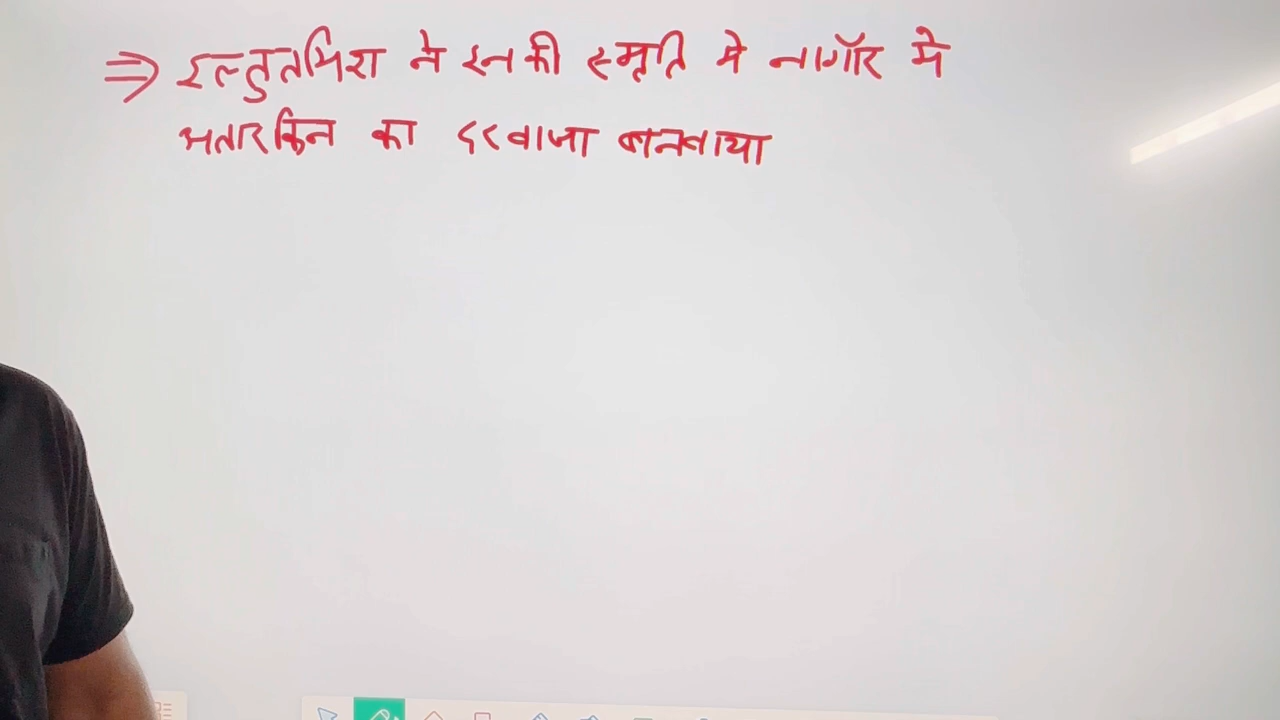 ⇒ इल्तुतमिश ने इनकी स्मृति मे नागॉर मे
अतारकिन का दरवाजा बनवाया